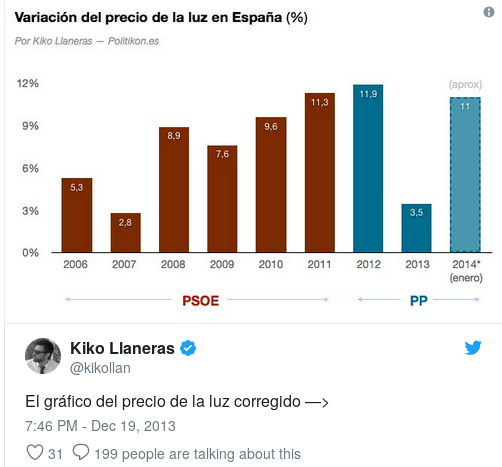 Variación del precio de la luz en España (%)
Por Kiko Llaneras — Politikon.es
12%
9%
6%
3%
0%
5,3
2,8
8,9
7,6
9,6
11,3
11,9
3,5
(aprox)
11
2006 2007 2008 2009 2010 2011 2012 2013 2014*
(enero)
PSOE PP
Kiko Llaneras
@kikollan
El gráfico del precio de la luz corregido —>
7:46 PM - Dec 19, 2013
31 199 people are talking about this